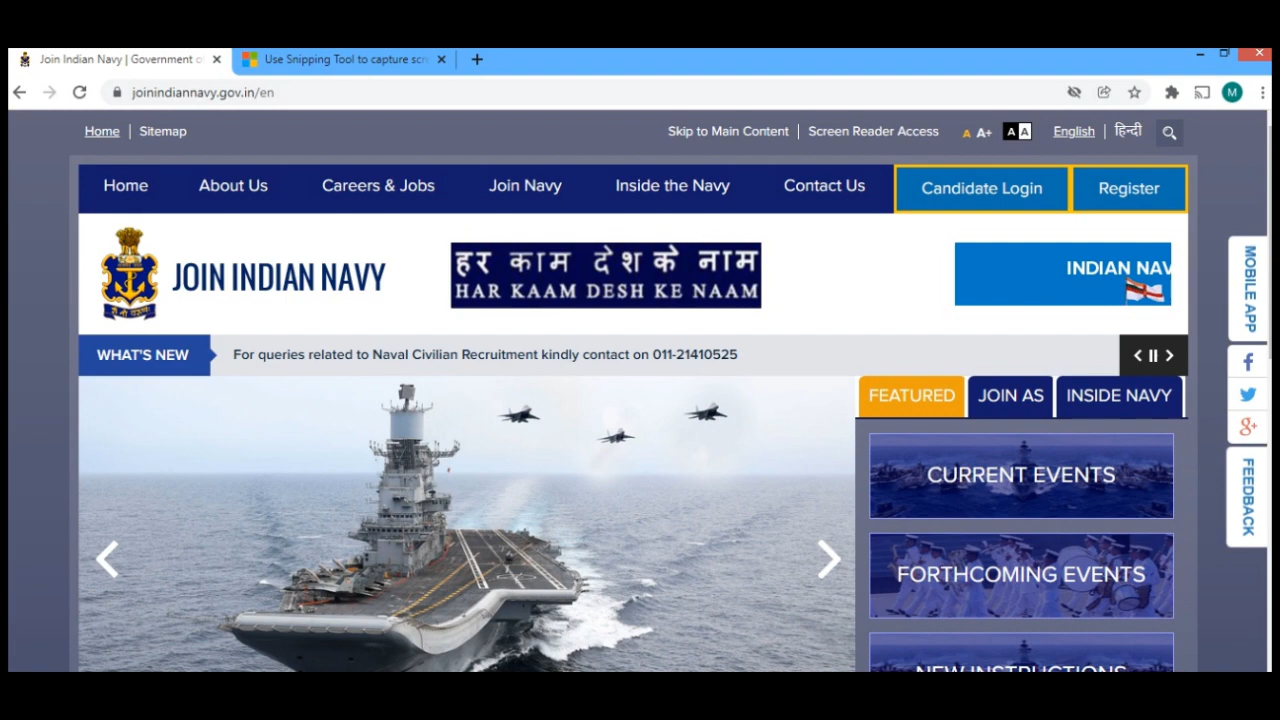 Join Indian Navy | Government o
Use Snipping Tool to capture scr
joinindiannavy.gov.in/en
M
Home | Sitemap
Skip to Main Content | Screen Reader Access A A+ A A English | हिन्दी
Home About Us Careers & Jobs Join Navy Inside the Navy Contact Us Candidate Login Register
JOIN INDIAN NAVY
हर काम देश के नाम
HAR KAAM DESH KE NAAM
INDIAN NAV
WHAT'S NEW For queries related to Naval Civilian Recruitment kindly contact on 011-21410525
FEATURED JOIN AS INSIDE NAVY
CURRENT EVENTS
FORTHCOMING EVENTS
NEW INSTRUCTIONS
MOBILE APP
FEEDBACK